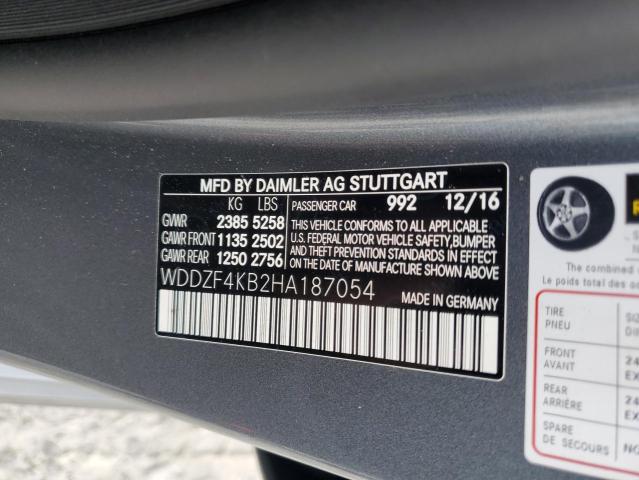 MFD BY DAIMLER AG STUTTGART
KG LBS
GVWR 2385 5258
GAWR FRONT 1135 2502
GAWR REAR 1250 2756
PASSENGER CAR 992 12/16
THIS VEHICLE CONFORMS TO ALL APPLICABLE
U.S. FEDERAL MOTOR VEHICLE SAFETY, BUMPER
AND THEFT PREVENTION STANDARDS IN EFFECT
ON THE DATE OF MANUFACTURE SHOWN ABOVE
WDDZF4KB2HA187054
MADE IN GERMANY
The combined
Le poids
TIRE
PNEU
FRONT
AVANT
REAR
ARRIÈRE
SPARE
DE SECOURS